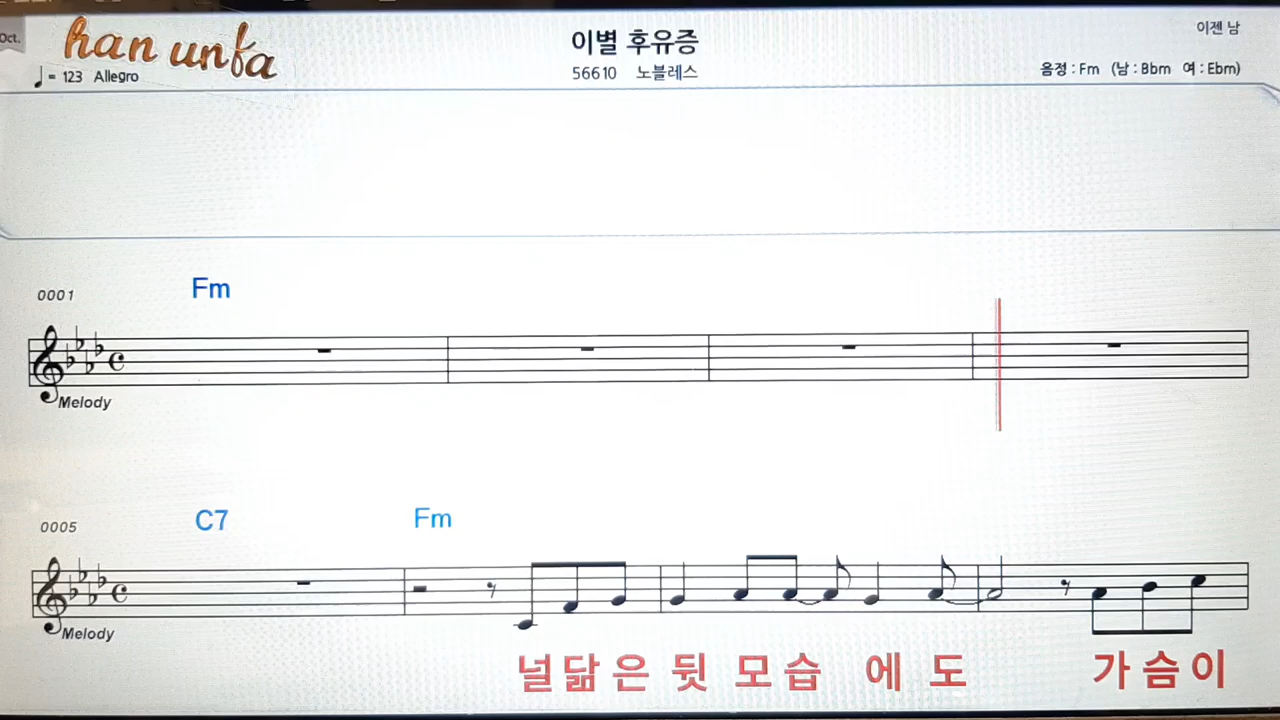 Oct.
han unfa
이별 후유증
이젠 남
♩ = 123 Allegro
56610 노블레스
음정 : Fm (남 : Bbm 여 : Ebm)
0001
Fm
Melody
0005
C7 Fm
Melody
널닮은 뒷 모습 에 도 가슴이